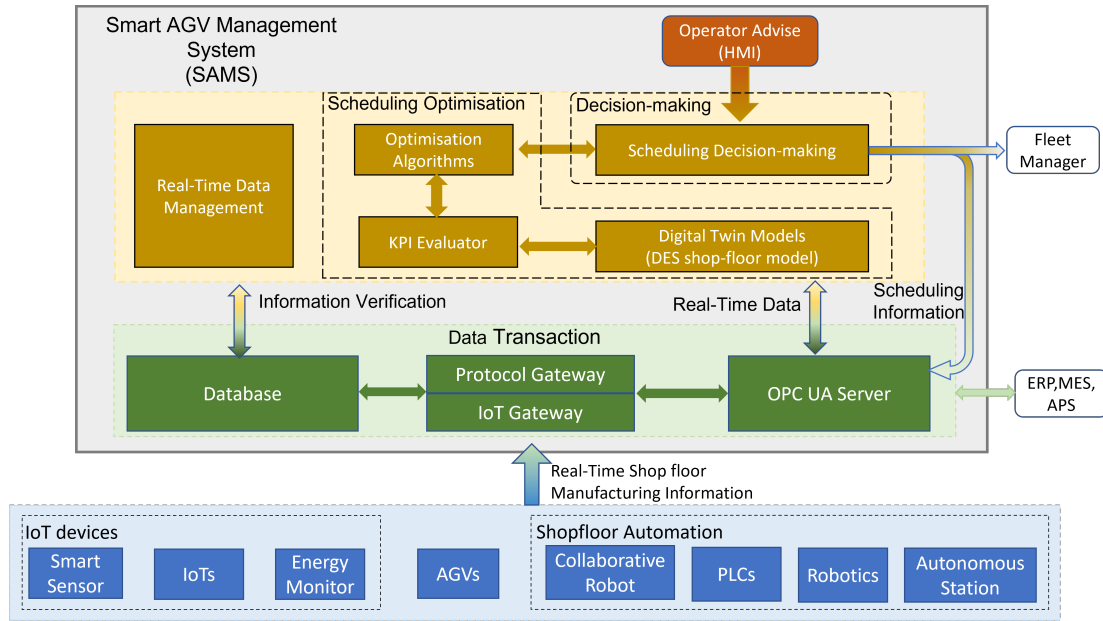 Smart AGV Management
System
(SAMS)
Operator Advise
(HMI)
Scheduling Optimisation
Decision-making
Real-Time Data
Management
Optimisation
Algorithms
Scheduling Decision-making
Fleet
Manager
KPI Evaluator
Digital Twin Models
(DES shop-floor model)
Information Verification
Real-Time Data
Scheduling
Information
Data Transaction
Database
Protocol Gateway
IoT Gateway
OPC UA Server
ERP,MES,
APS
Real-Time Shop floor
Manufacturing Information
IoT devices
Smart
Sensor
IoTs
Energy
Monitor
AGVs
Shopfloor Automation
Collaborative
Robot
PLCs
Robotics
Autonomous
Station